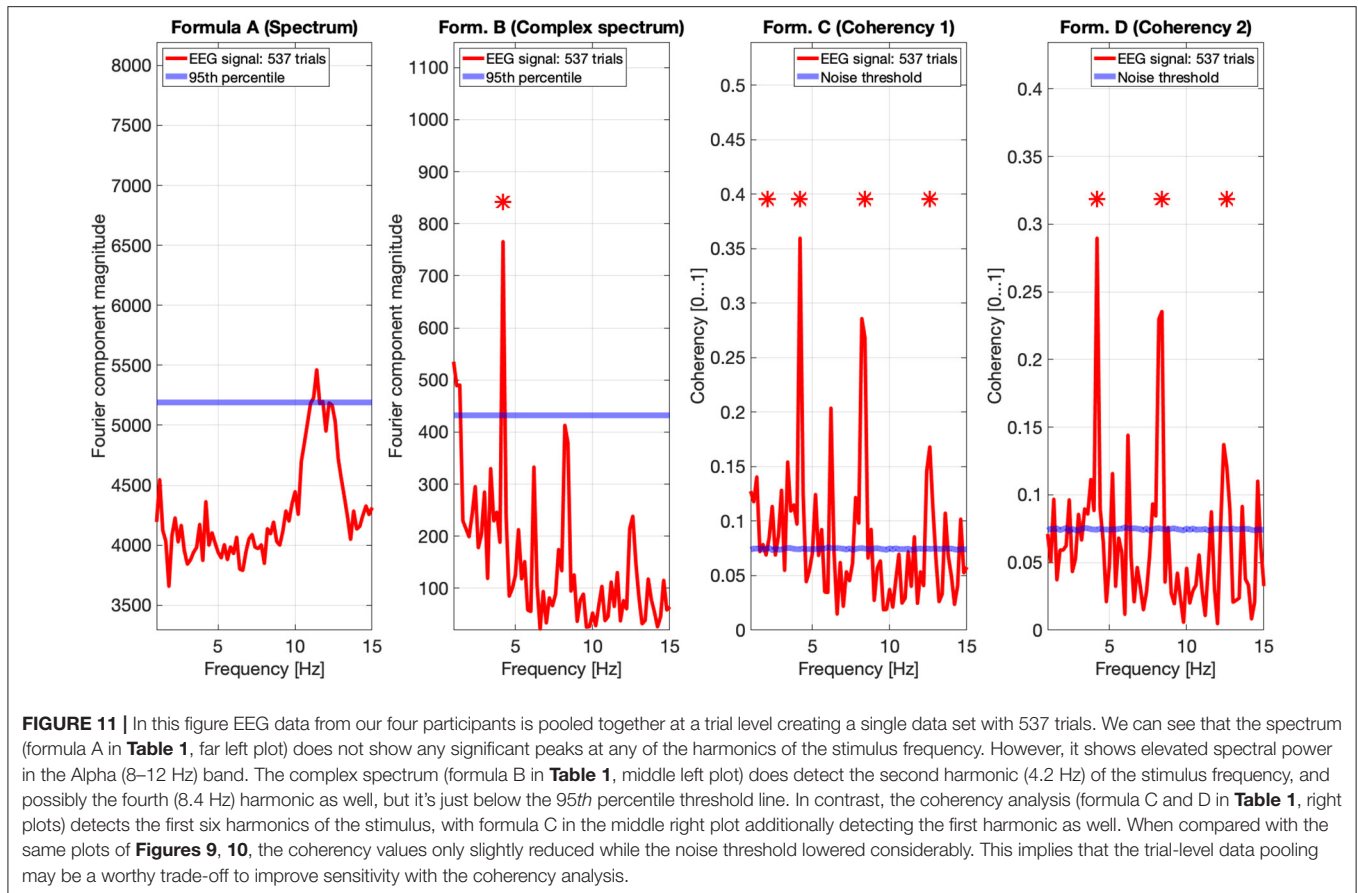 Formula A (Spectrum)
EEG signal: 537 trials
95th percentile
8000
7500
7000
6500
6000
5500
5000
4500
4000
3500
Fourier component magnitude
5
10
15
Frequency [Hz]
Form. B (Complex spectrum)
EEG signal: 537 trials
95th percentile
1100
1000
900
800
700
600
500
400
300
200
100
Fourier component magnitude
5
10
15
Frequency [Hz]
Form. C (Coherency 1)
EEG signal: 537 trials
Noise threshold
0.5
0.45
0.4
0.35
0.3
0.25
0.2
0.15
0.1
0.05
0
Coherency [0...1]
5
10
15
Frequency [Hz]
Form. D (Coherency 2)
EEG signal: 537 trials
Noise threshold
0.4
0.35
0.3
0.25
0.2
0.15
0.1
0.05
0
Coherency [0...1]
5
10
15
Frequency [Hz]
FIGURE 11 | In this figure EEG data from our four participants is pooled together at a trial level creating a single data set with 537 trials. We can see that the spectrum
(formula A in Table 1, far left plot) does not show any significant peaks at any of the harmonics of the stimulus frequency. However, it shows elevated spectral power
in the Alpha (8–12 Hz) band. The complex spectrum (formula B in Table 1, middle left plot) does detect the second harmonic (4.2 Hz) of the stimulus frequency, and
possibly the fourth (8.4 Hz) harmonic as well, but it's just below the 95th percentile threshold line. In contrast, the coherency analysis (formula C and D in Table 1, right
plots) detects the first six harmonics of the stimulus, with formula C in the middle right plot additionally detecting the first harmonic as well. When compared with the
same plots of Figures 9, 10, the coherency values only slightly reduced while the noise threshold lowered considerably. This implies that the trial-level data pooling
may be a worthy trade-off to improve sensitivity with the coherency analysis.